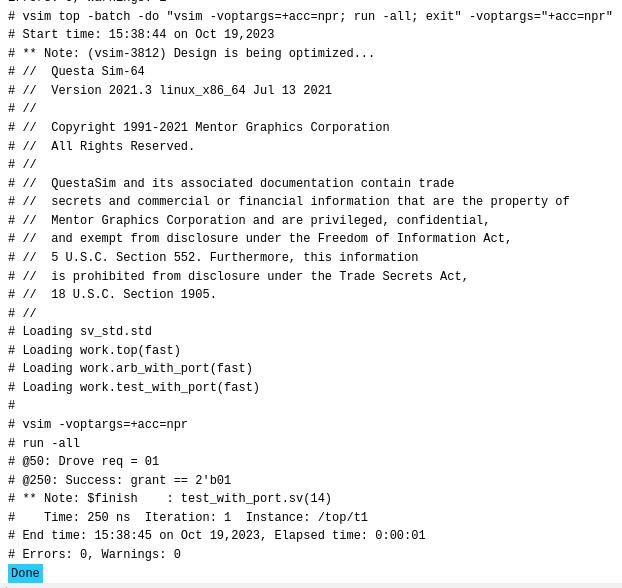 # vsim top -batch -do "vsim -voptargs=+acc=npr; run -all; exit" -voptargs="+acc=npr"
# Start time: 15:38:44 on Oct 19,2023
# ** Note: (vsim-3812) Design is being optimized...
# //  Questa Sim-64
# //  Version 2021.3 linux_x86_64 Jul 13 2021
# //
# //  Copyright 1991-2021 Mentor Graphics Corporation
# //  All Rights Reserved.
# //
# //  QuestaSim and its associated documentation contain trade
# //  secrets and commercial or financial information that are the property of
# //  Mentor Graphics Corporation and are privileged, confidential,
# //  and exempt from disclosure under the Freedom of Information Act,
# //  5 U.S.C. Section 552. Furthermore, this information
# //  is prohibited from disclosure under the Trade Secrets Act,
# //  18 U.S.C. Section 1905.
# //
# Loading sv_std.std
# Loading work.top(fast)
# Loading work.arb_with_port(fast)
# Loading work.test_with_port(fast)
#
# vsim -voptargs=+acc=npr
# run -all
# @50: Drove req = 01
# @250: Success: grant == 2'b01
# ** Note: $finish    : test_with_port.sv(14)
#    Time: 250 ns  Iteration: 1  Instance: /top/t1
# End time: 15:38:45 on Oct 19,2023, Elapsed time: 0:00:01
# Errors: 0, Warnings: 0
Done